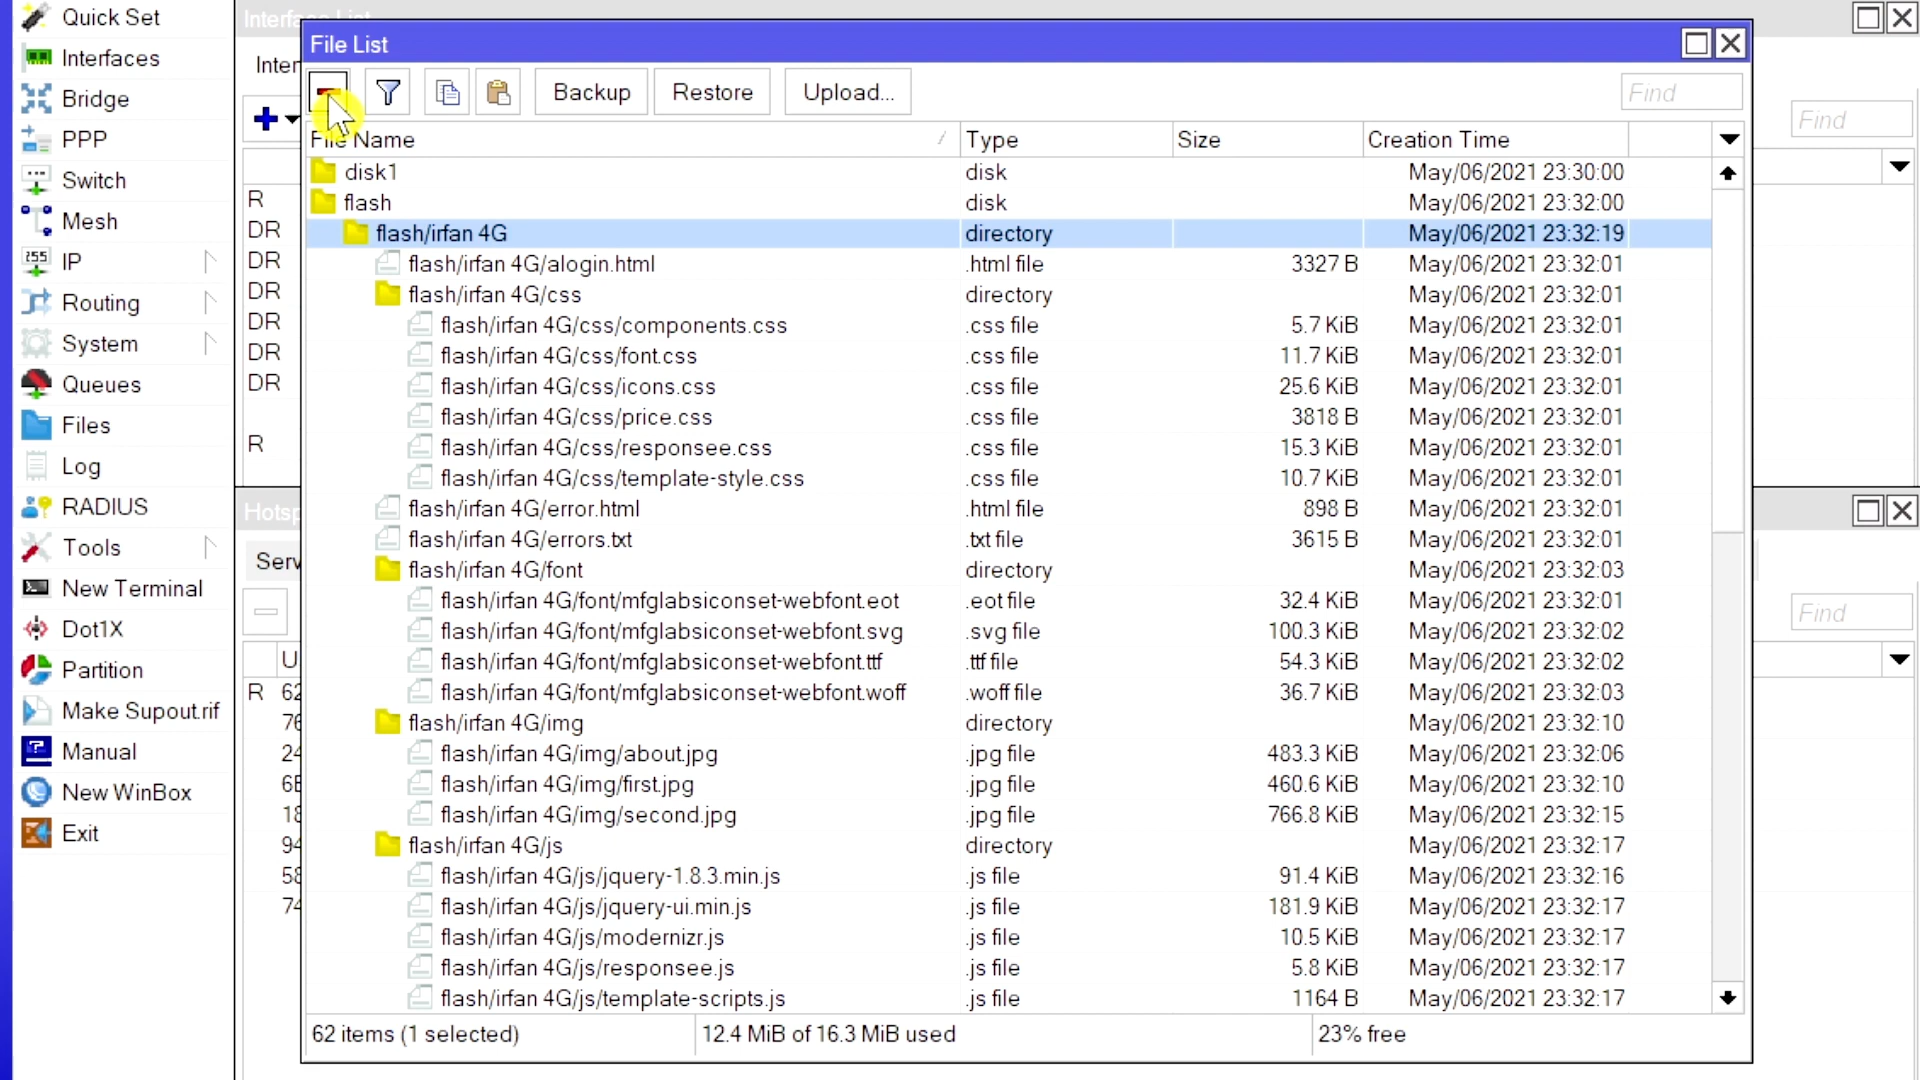 Quick Set
Interfaces
Bridge
PPP
Switch
Mesh
255
IP
Routing
System
Queues
Files
Log
RADIUS
Tools
New Terminal
Dot1X
Partition
Make Supout.rif
Manual
New WinBox
Exit
Interface List
Inter
R
DR
DR
DR
DR
DR
DR
R
Hotsp
Serv
U
R 62
76
24
6E
18
94
58
74
Find
Find
File List
Backup Restore Upload... Find
File Name Type Size Creation Time
disk1 disk May/06/2021 23:30:00
flash disk May/06/2021 23:32:00
flash/irfan 4G directory May/06/2021 23:32:19
flash/irfan 4G/alogin.html .html file 3327 B May/06/2021 23:32:01
flash/irfan 4G/css directory May/06/2021 23:32:01
flash/irfan 4G/css/components.css .css file 5.7 KiB May/06/2021 23:32:01
flash/irfan 4G/css/font.css .css file 11.7 KiB May/06/2021 23:32:01
flash/irfan 4G/css/icons.css .css file 25.6 KiB May/06/2021 23:32:01
flash/irfan 4G/css/price.css .css file 3818 B May/06/2021 23:32:01
flash/irfan 4G/css/responsee.css .css file 15.3 KiB May/06/2021 23:32:01
flash/irfan 4G/css/template-style.css .css file 10.7 KiB May/06/2021 23:32:01
flash/irfan 4G/error.html .html file 898 B May/06/2021 23:32:01
flash/irfan 4G/errors.txt .txt file 3615 B May/06/2021 23:32:01
flash/irfan 4G/font directory May/06/2021 23:32:03
flash/irfan 4G/font/mfglabsiconset-webfont.eot .eot file 32.4 KiB May/06/2021 23:32:01
flash/irfan 4G/font/mfglabsiconset-webfont.svg .svg file 100.3 KiB May/06/2021 23:32:02
flash/irfan 4G/font/mfglabsiconset-webfont.ttf .ttf file 54.3 KiB May/06/2021 23:32:02
flash/irfan 4G/font/mfglabsiconset-webfont.woff .woff file 36.7 KiB May/06/2021 23:32:03
flash/irfan 4G/img directory May/06/2021 23:32:10
flash/irfan 4G/img/about.jpg .jpg file 483.3 KiB May/06/2021 23:32:06
flash/irfan 4G/img/first.jpg .jpg file 460.6 KiB May/06/2021 23:32:10
flash/irfan 4G/img/second.jpg .jpg file 766.8 KiB May/06/2021 23:32:15
flash/irfan 4G/js directory May/06/2021 23:32:17
flash/irfan 4G/js/jquery-1.8.3.min.js .js file 91.4 KiB May/06/2021 23:32:16
flash/irfan 4G/js/jquery-ui.min.js .js file 181.9 KiB May/06/2021 23:32:17
flash/irfan 4G/js/modernizr.js .js file 10.5 KiB May/06/2021 23:32:17
flash/irfan 4G/js/responsee.js .js file 5.8 KiB May/06/2021 23:32:17
flash/irfan 4G/js/template-scripts.js .js file 1164 B May/06/2021 23:32:17
62 items (1 selected) 12.4 MiB of 16.3 MiB used 23% free